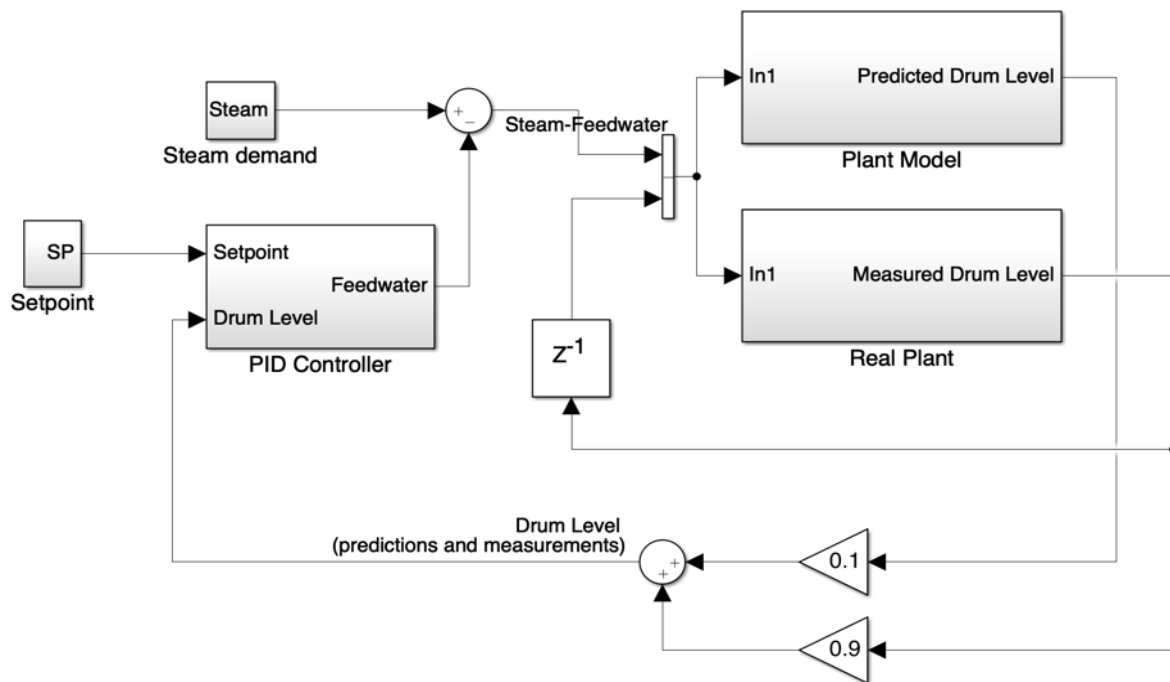 In1
Predicted Drum Level
Plant Model
Steam
Steam demand
+
−
Steam-Feedwater
SP
Setpoint
Setpoint
Feedwater
Drum Level
PID Controller
In1
Measured Drum Level
Real Plant
z-1
Drum Level
(predictions and measurements)
+
+
0.1
0.9